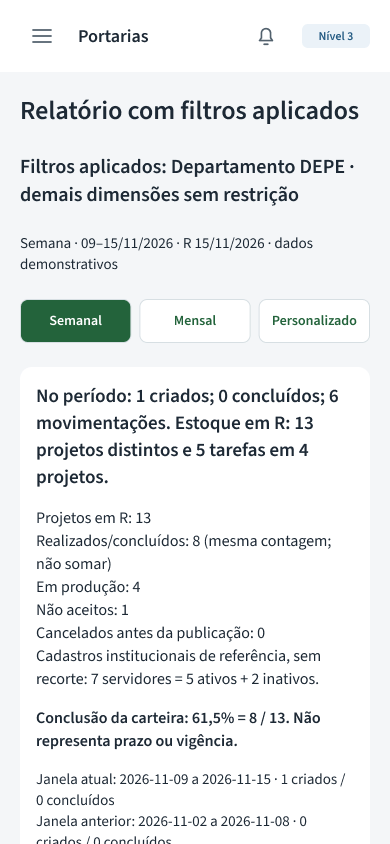 Portarias
Nível 3
Relatório com filtros aplicados
Filtros aplicados: Departamento DEPE ·
demais dimensões sem restrição
Semana · 09–15/11/2026 · R 15/11/2026 · dados
demonstrativos
Semanal
Mensal
Personalizado
No período: 1 criados; 0 concluídos; 6
movimentações. Estoque em R: 13
projetos distintos e 5 tarefas em 4
projetos.
Projetos em R: 13
Realizados/concluídos: 8 (mesma contagem;
não somar)
Em produção: 4
Não aceitos: 1
Cancelados antes da publicação: 0
Cadastros institucionais de referência, sem
recorte: 7 servidores = 5 ativos + 2 inativos.
Conclusão da carteira: 61,5% = 8 / 13. Não
representa prazo ou vigência.
Janela atual: 2026-11-09 a 2026-11-15 · 1 criados /
0 concluídos
Janela anterior: 2026-11-02 a 2026-11-08 · 0
criados / 0 concluídos